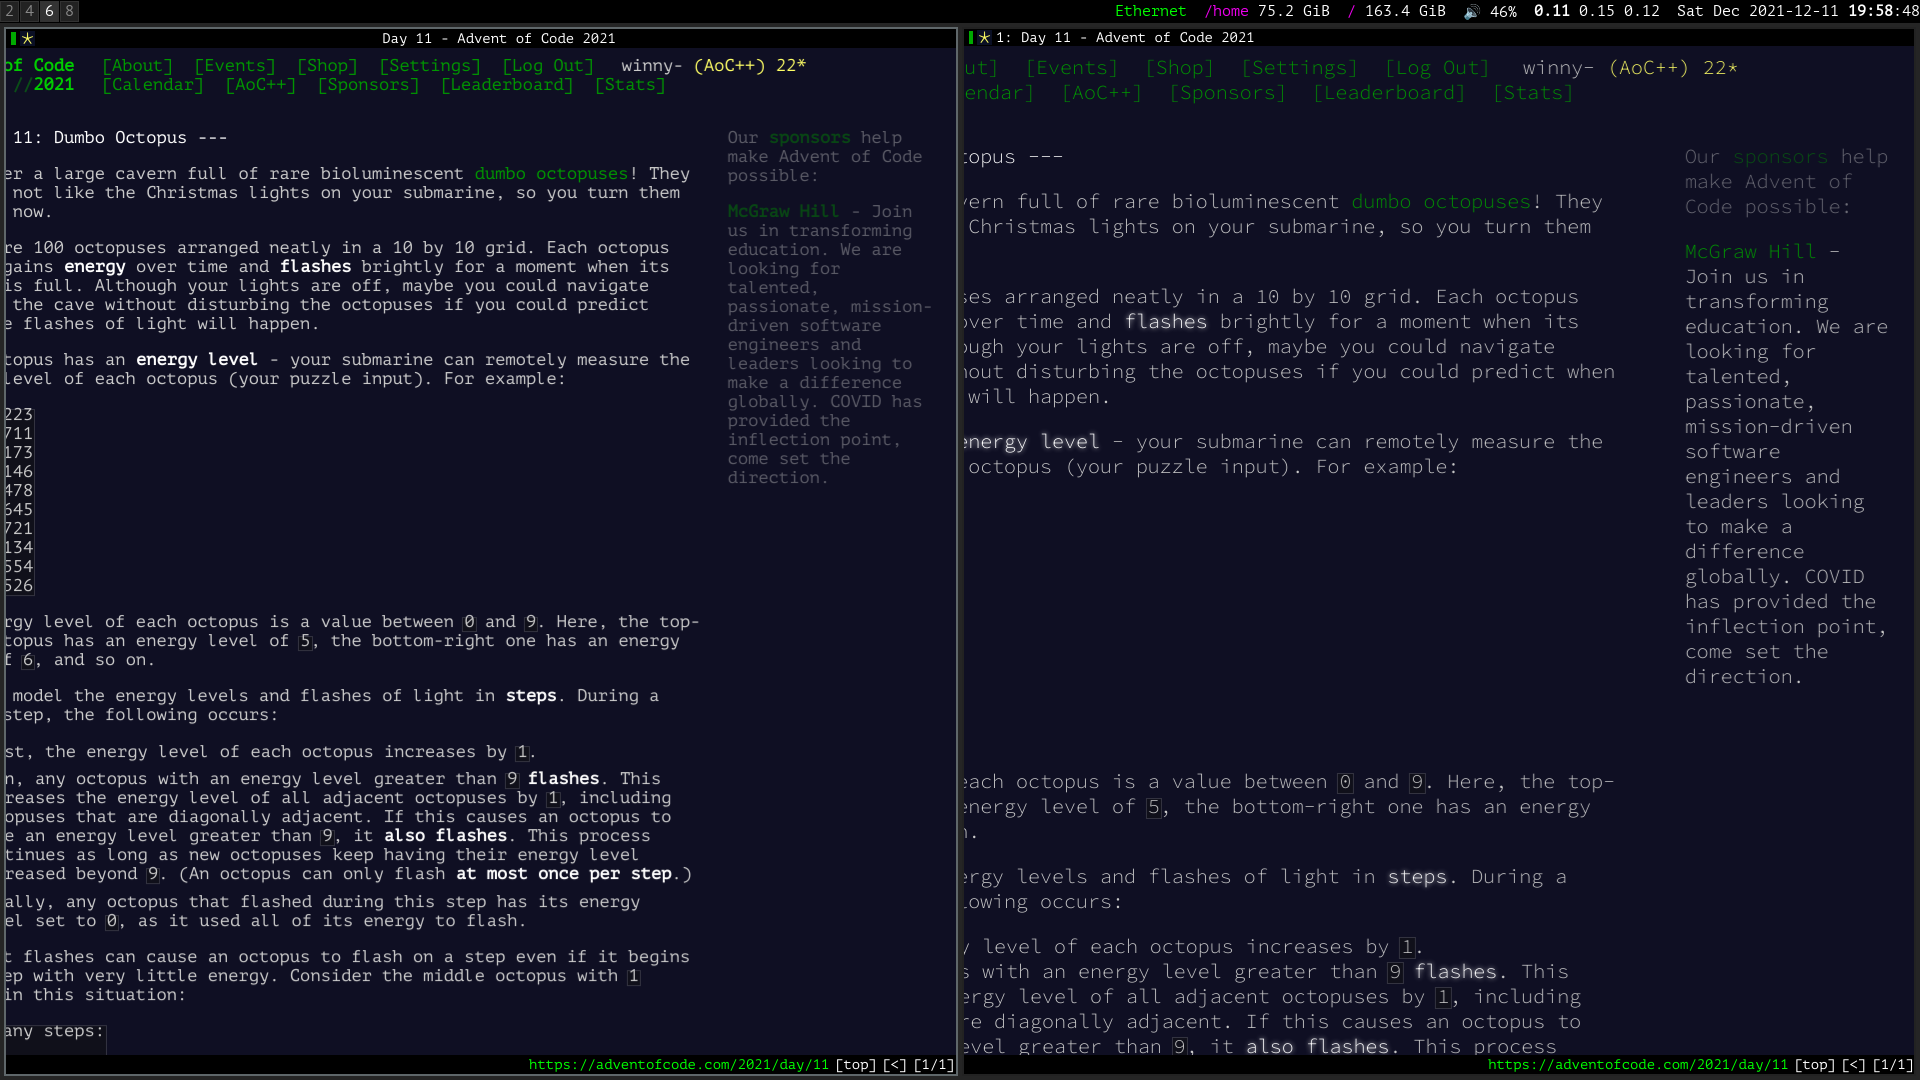 2 4 6 8
Ethernet /home 75.2 GiB / 163.4 GiB 46% 0.11 0.15 0.12 Sat Dec 2021-12-11 19:58:48
Day 11 - Advent of Code 2021
of Code [About] [Events] [Shop] [Settings] [Log Out] winny- (AoC++) 22*
//2021 [Calendar] [AoC++] [Sponsors] [Leaderboard] [Stats]
11: Dumbo Octopus ---
er a large cavern full of rare bioluminescent dumbo octopuses! They
not like the Christmas lights on your submarine, so you turn them
now.
re 100 octopuses arranged neatly in a 10 by 10 grid. Each octopus
gains energy over time and flashes brightly for a moment when its
is full. Although your lights are off, maybe you could navigate
the cave without disturbing the octopuses if you could predict
e flashes of light will happen.
topus has an energy level - your submarine can remotely measure the
level of each octopus (your puzzle input). For example:
223
711
173
146
478
645
721
134
554
526
rgy level of each octopus is a value between 0 and 9. Here, the top-
topus has an energy level of 5, the bottom-right one has an energy
f 6, and so on.
model the energy levels and flashes of light in steps. During a
step, the following occurs:
st, the energy level of each octopus increases by 1.
n, any octopus with an energy level greater than 9 flashes. This
reases the energy level of all adjacent octopuses by 1, including
opuses that are diagonally adjacent. If this causes an octopus to
e an energy level greater than 9, it also flashes. This process
tinues as long as new octopuses keep having their energy level
reased beyond 9. (An octopus can only flash at most once per step.)
ally, any octopus that flashed during this step has its energy
el set to 0, as it used all of its energy to flash.
t flashes can cause an octopus to flash on a step even if it begins
ep with very little energy. Consider the middle octopus with 1
in this situation:
any steps:
Our sponsors help
make Advent of Code
possible:
McGraw Hill - Join
us in transforming
education. We are
looking for
talented,
passionate, mission-
driven software
engineers and
leaders looking to
make a difference
globally. COVID has
provided the
inflection point,
come set the
direction.
https://adventofcode.com/2021/day/11 [top] [<] [1/1]
1: Day 11 - Advent of Code 2021
ut] [Events] [Shop] [Settings] [Log Out] winny- (AoC++) 22*
endar] [AoC++] [Sponsors] [Leaderboard] [Stats]
topus ---
vern full of rare bioluminescent dumbo octopuses! They
Christmas lights on your submarine, so you turn them
ses arranged neatly in a 10 by 10 grid. Each octopus
over time and flashes brightly for a moment when its
ough your lights are off, maybe you could navigate
hout disturbing the octopuses if you could predict when
will happen.
energy level - your submarine can remotely measure the
octopus (your puzzle input). For example:
each octopus is a value between 0 and 9. Here, the top-
energy level of 5, the bottom-right one has an energy
n.
ergy levels and flashes of light in steps. During a
lowing occurs:
y level of each octopus increases by 1.
s with an energy level greater than 9 flashes. This
ergy level of all adjacent octopuses by 1, including
re diagonally adjacent. If this causes an octopus to
evel greater than 9, it also flashes. This process
Our sponsors help
make Advent of
Code possible:
McGraw Hill -
Join us in
transforming
education. We are
looking for
talented,
passionate,
mission-driven
software
engineers and
leaders looking
to make a
difference
globally. COVID
has provided the
inflection point,
come set the
direction.
https://adventofcode.com/2021/day/11 [top] [<] [1/1]